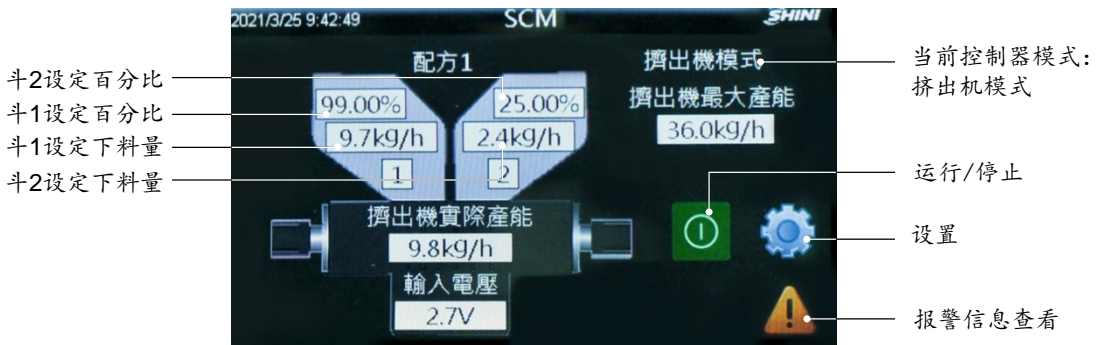 2021/3/25 9:42:49
SCM
SHINI
配方1
擠出機模式
擠出機最大產能
36.0kg/h
99.00%
25.00%
9.7kg/h
2.4kg/h
1
2
擠出機實際產能
9.8kg/h
輸入電壓
2.7V
斗2设定百分比
斗1设定百分比
斗1设定下料量
斗2设定下料量
当前控制器模式：
挤出机模式
运行/停止
设置
报警信息查看